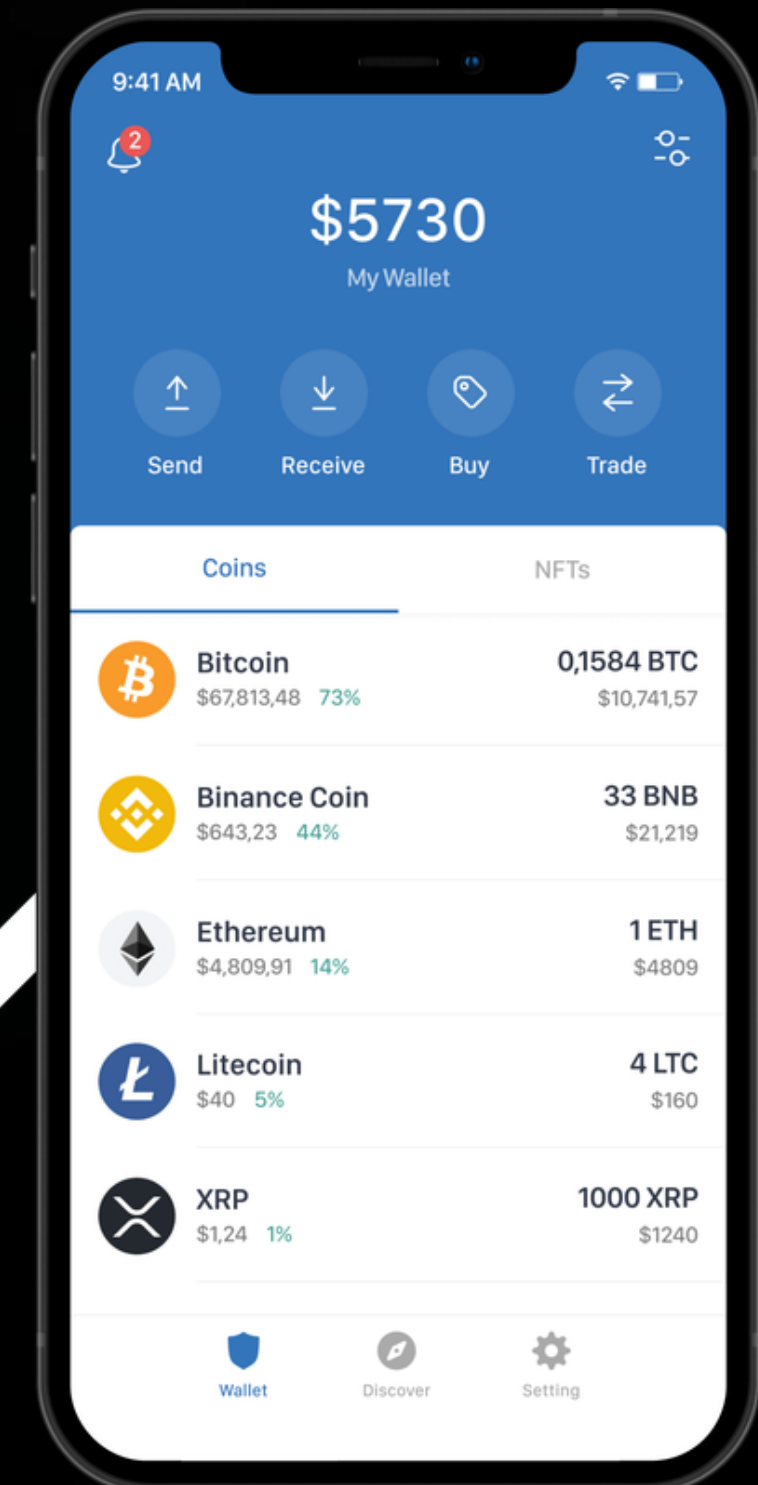 9:41 AM
2
$5730
My Wallet
Send Receive Buy Trade
Coins NFTs
Bitcoin 0,1584 BTC
$67,813,48 73% $10,741,57
Binance Coin 33 BNB
$643,23 44% $21,219
Ethereum 1 ETH
$4,809,91 14% $4809
Litecoin 4 LTC
$40 5% $160
XRP 1000 XRP
$1,24 1% $1240
Wallet Discover Setting